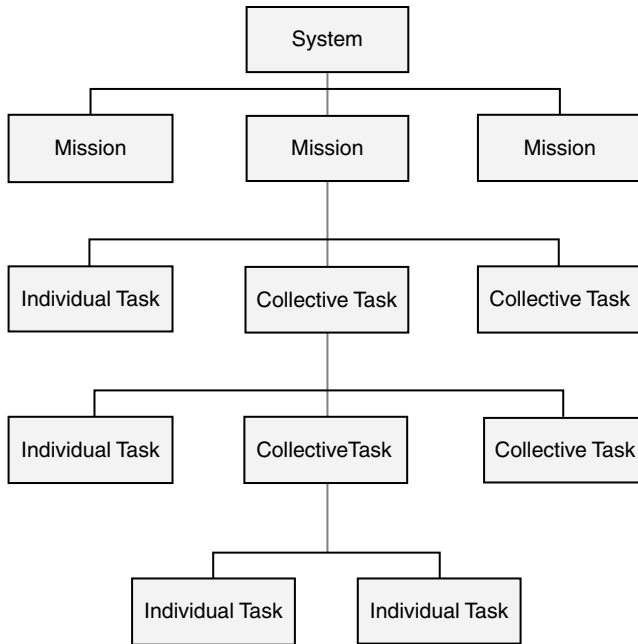 System
Mission
Mission
Mission
Individual Task
Collective Task
Collective Task
Individual Task
CollectiveTask
Collective Task
Individual Task
Individual Task